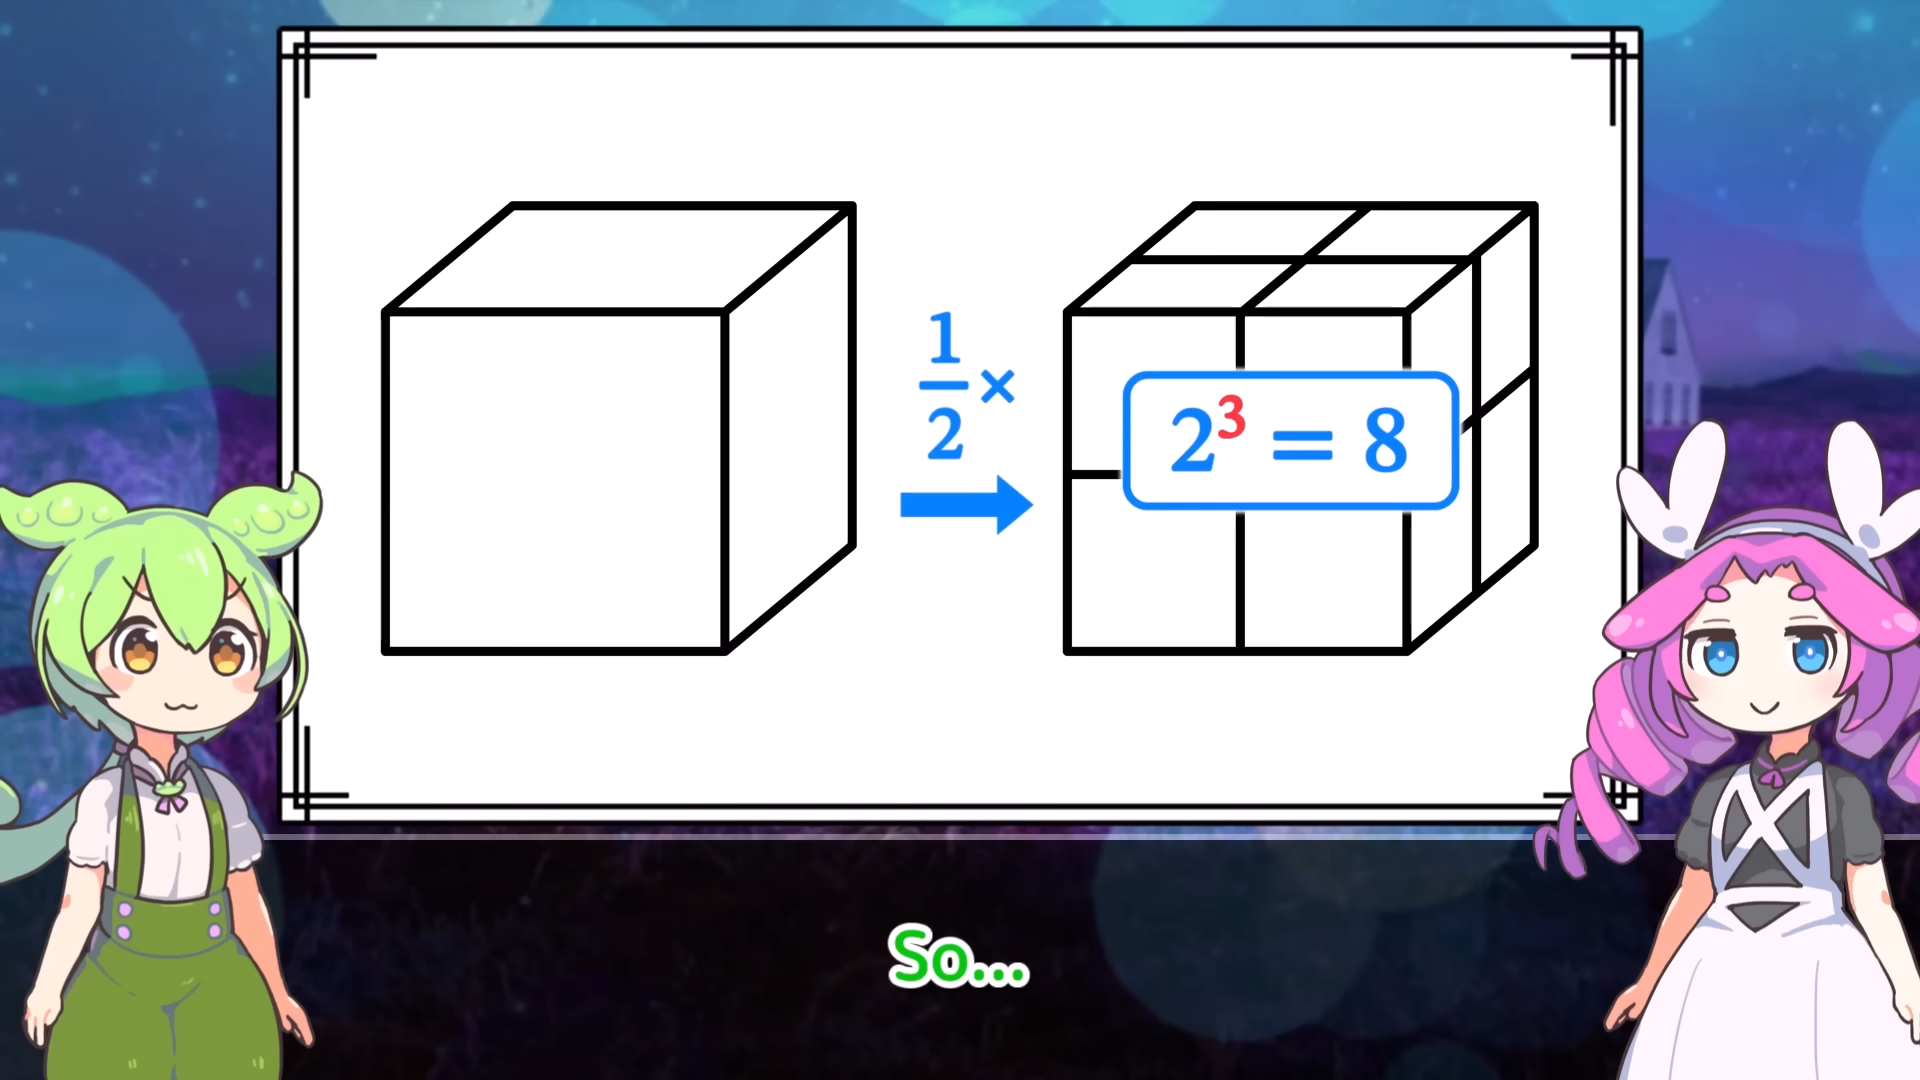 1/2 ×
2³ = 8
So...